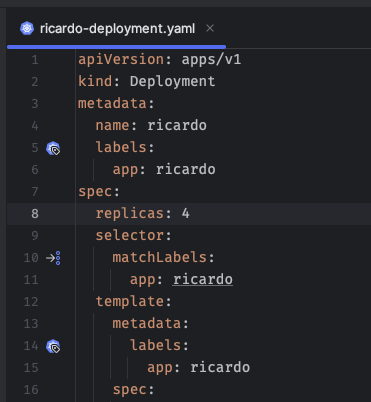 ricardo-deployment.yaml ×
1 apiVersion: apps/v1
2 kind: Deployment
3 metadata:
4   name: ricardo
5   labels:
6     app: ricardo
7 spec:
8   replicas: 4
9   selector:
10     matchLabels:
11       app: ricardo
12   template:
13     metadata:
14       labels:
15         app: ricardo
16     spec: